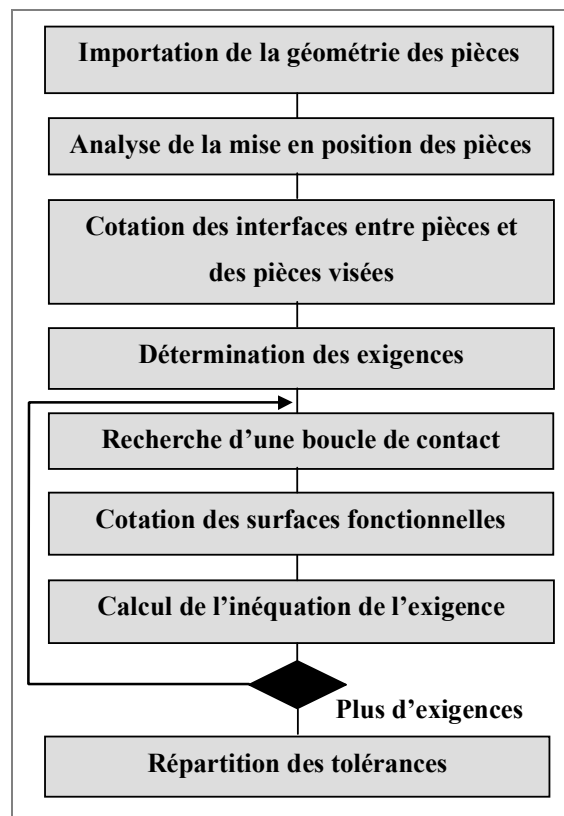 Importation de la géométrie des pièces
Analyse de la mise en position des pièces
Cotation des interfaces entre pièces et
des pièces visées
Détermination des exigences
Recherche d’une boucle de contact
Cotation des surfaces fonctionnelles
Calcul de l’inéquation de l’exigence
Plus d’exigences
Répartition des tolérances